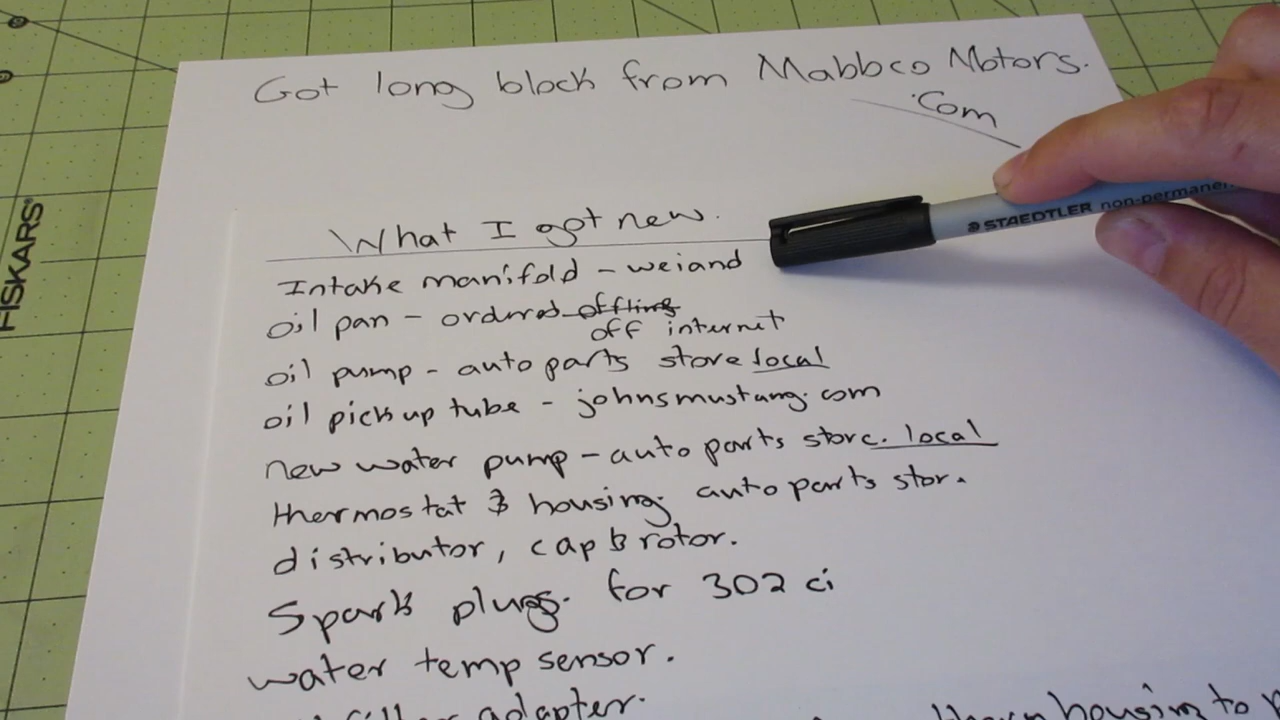 Got long block from Mabbco Motors.
.Com
What I got new.
Intake manifold - weiand
oil pan - ordered offline
off internet
oil pump - auto parts store local
oil pick up tube - johnsmustang.com
new water pump - auto parts store. local
thermostat & housing. auto parts stor.
distributor, cap & rotor.
Spark plugs. for 302 ci
water temp sensor.
adapter.
housing to
STAEDTLER non-permanen
FISKARS